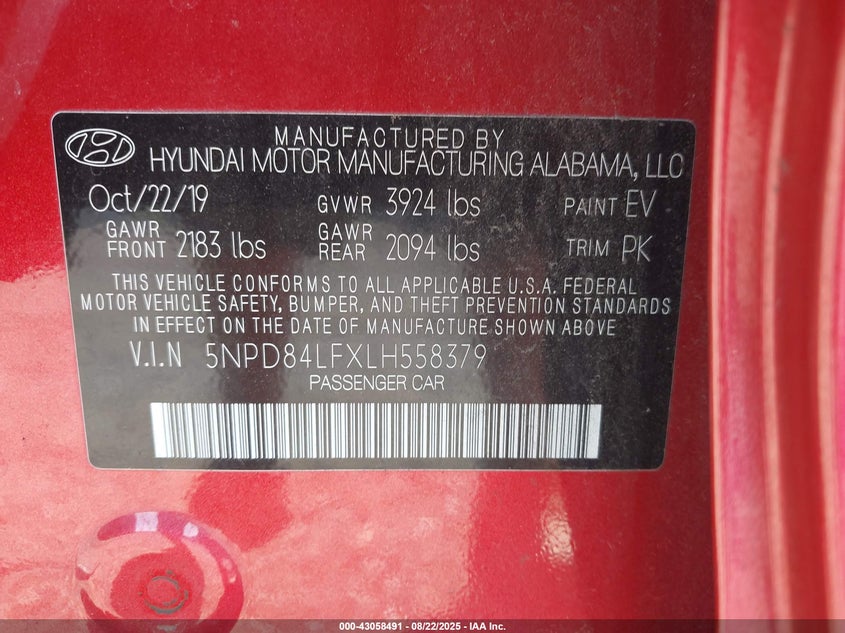 MANUFACTURED BY
HYUNDAI MOTOR MANUFACTURING ALABAMA, LLC
Oct/22/19 GVWR 3924 lbs PAINT EV
GAWR FRONT 2183 lbs GAWR REAR 2094 lbs TRIM PK
THIS VEHICLE CONFORMS TO ALL APPLICABLE U.S.A. FEDERAL
MOTOR VEHICLE SAFETY, BUMPER, AND THEFT PREVENTION STANDARDS
IN EFFECT ON THE DATE OF MANUFACTURE SHOWN ABOVE.
V.I.N 5NPD84LFXLH558379
PASSENGER CAR
000-43058491 - 08/22/2025 - IAA Inc.